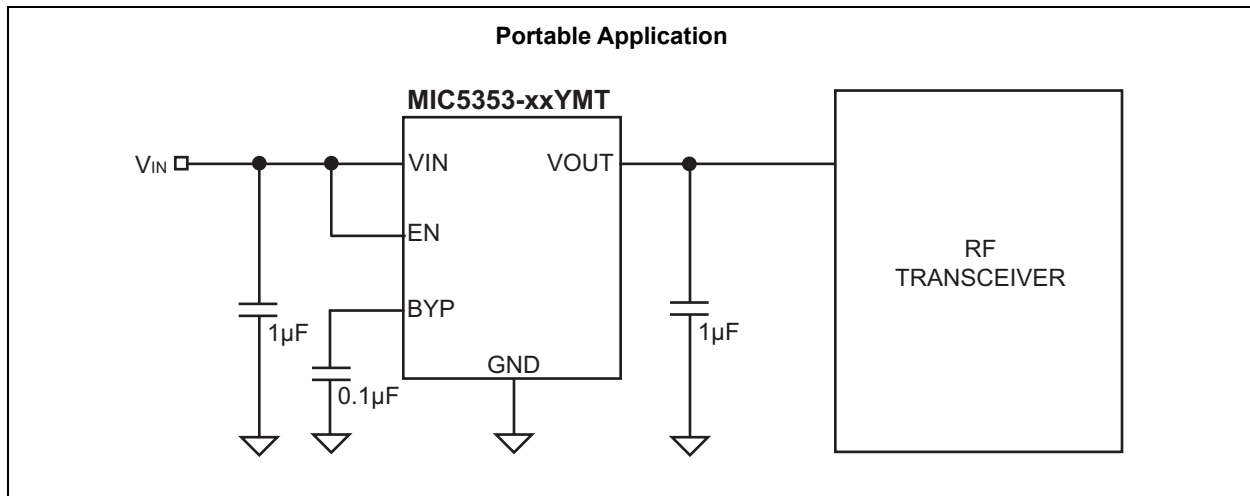 Portable Application
MIC5353-xxYMT
VIN
VIN
VOUT
EN
BYP
GND
1µF
0.1µF
1µF
RF
TRANSCEIVER